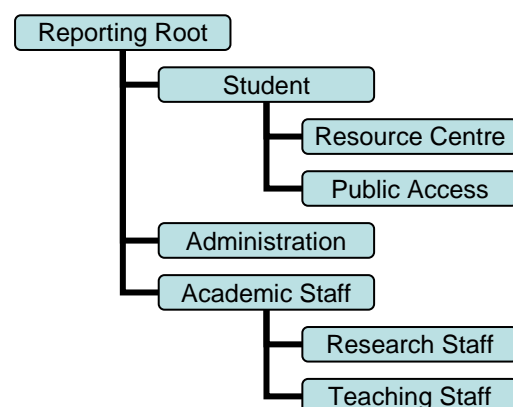 Reporting Root
Student
Resource Centre
Public Access
Administration
Academic Staff
Research Staff
Teaching Staff